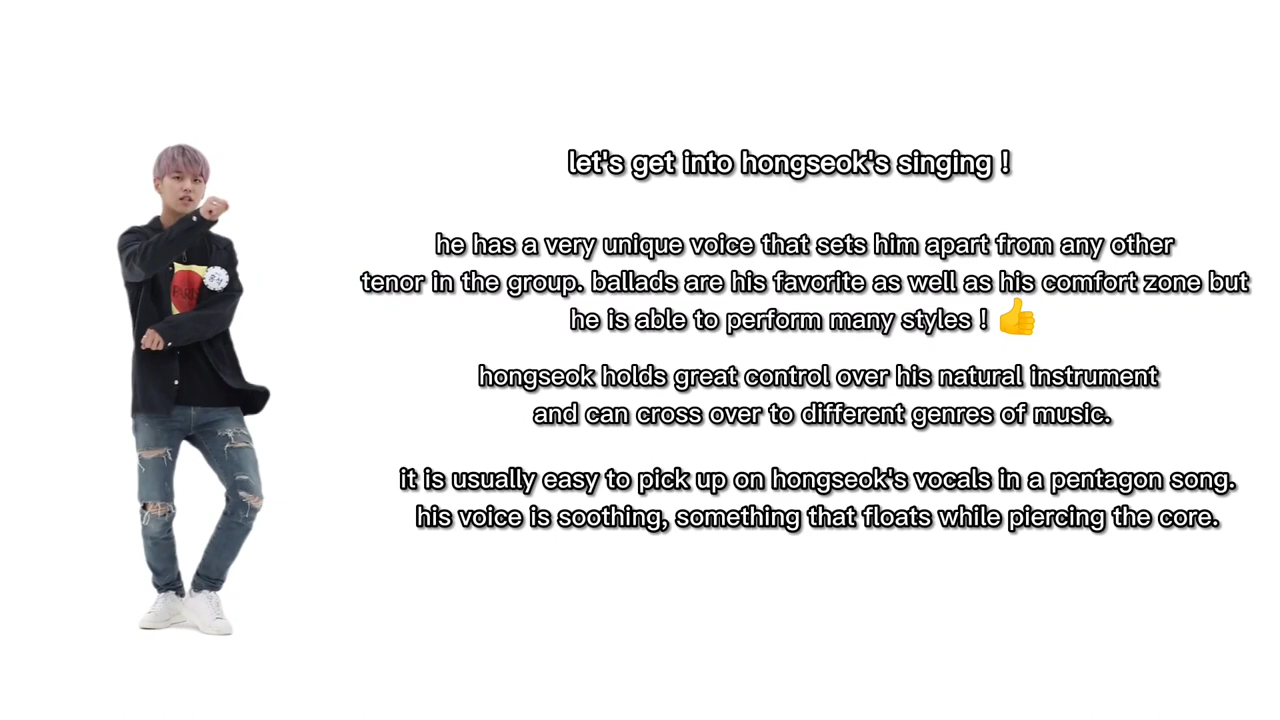 let's get into hongseok's singing !
he has a very unique voice that sets him apart from any other
tenor in the group. ballads are his favorite as well as his comfort zone but
he is able to perform many styles ! 👍
hongseok holds great control over his natural instrument
and can cross over to different genres of music.
it is usually easy to pick up on hongseok's vocals in a pentagon song.
his voice is soothing, something that floats while piercing the core.